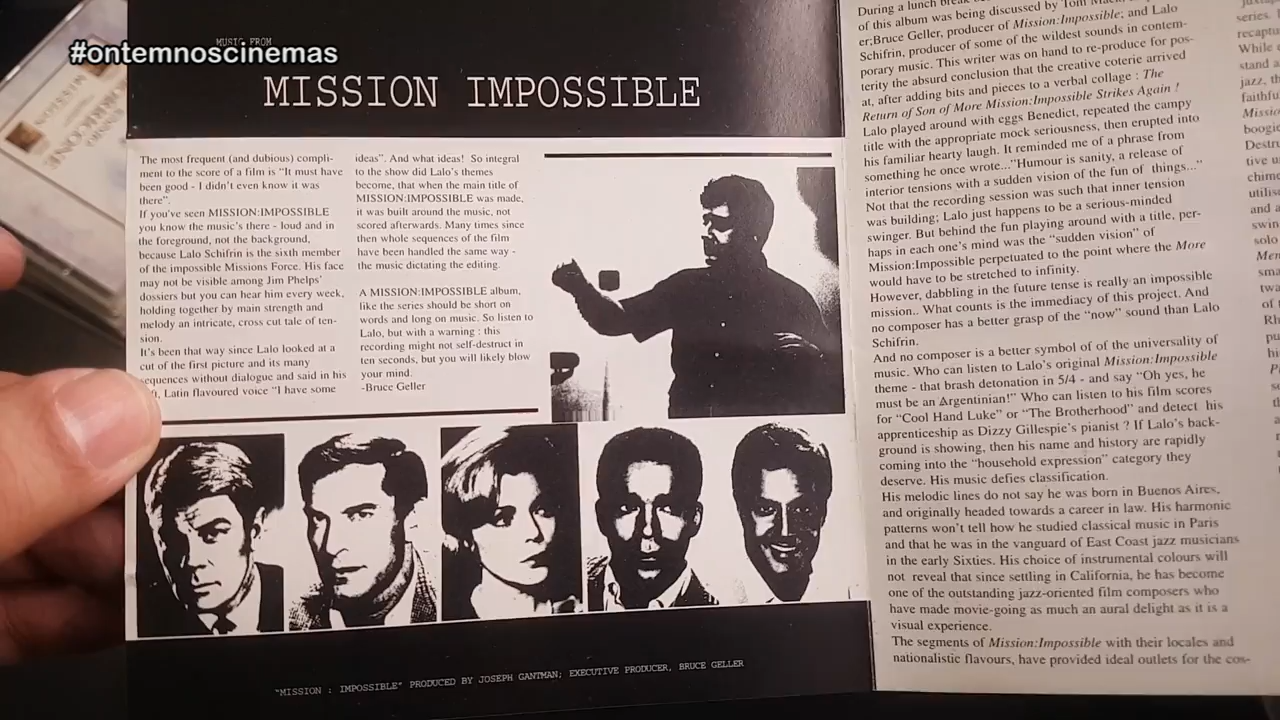 #ontemnoscinemas
MUSIC FROM
MISSION IMPOSSIBLE
The most frequent (and dubious) compli-
ment to the score of a film is "It must have
been good - I didn't even know it was
there".
If you've seen MISSION:IMPOSSIBLE
you know the music's there - loud and in
the foreground, not the background,
because Lalo Schifrin is the sixth member
of the impossible Missions Force. His face
may not be visible among Jim Phelps'
dossiers but you can hear him every week,
holding together by main strength and
melody an intricate, cross cut tale of ten-
sion.
It's been that way since Lalo looked at a
cut of the first picture and its many
sequences without dialogue and said in his
Latin flavoured voice "I have some
ideas". And what ideas! So integral
to the show did Lalo's themes
become, that when the main title of
MISSION:IMPOSSIBLE was made,
it was built around the music, not
scored afterwards. Many times since
then whole sequences of the film
have been handled the same way -
the music dictating the editing.
A MISSION:IMPOSSIBLE album,
like the series should be short on
words and long on music. So listen to
Lalo, but with a warning : this
recording might not self-destruct in
ten seconds, but you will likely blow
your mind.
-Bruce Geller
"MISSION : IMPOSSIBLE" PRODUCED BY JOSEPH GANTMAN; EXECUTIVE PRODUCER, BRUCE GELLER
During a lunch break
of this album was being discussed by Tom
er;Bruce Geller, producer of Mission:Impossible; and Lalo
Schifrin, producer of some of the wildest sounds in contem-
porary music. This writer was on hand to re-produce for pos-
terity the absurd conclusion that the creative coterie arrived
at, after adding bits and pieces to a verbal collage : The
Return of Son of More Mission:Impossible Strikes Again !
Lalo played around with eggs Benedict, repeated the campy
title with the appropriate mock seriousness, then erupted into
his familiar hearty laugh. It reminded me of a phrase from
something he once wrote..."Humour is sanity, a release of
interior tensions with a sudden vision of the fun of things..."
Not that the recording session was such that inner tension
was building; Lalo just happens to be a serious-minded
swinger. But behind the fun playing around with a title, per-
haps in each one's mind was the "sudden vision" of
Mission:Impossible perpetuated to the point where the More
would have to be stretched to infinity.
However, dabbling in the future tense is really an impossible
mission.. What counts is the immediacy of this project. And
no composer has a better grasp of the "now" sound than Lalo
Schifrin.
And no composer is a better symbol of of the universality of
music. Who can listen to Lalo's original Mission:Impossible
theme - that brash detonation in 5/4 - and say "Oh yes, he
must be an Argentinian!" Who can listen to his film scores
for "Cool Hand Luke" or "The Brotherhood" and detect his
apprenticeship as Dizzy Gillespie's pianist ? If Lalo's back-
ground is showing, then his name and history are rapidly
coming into the "household expression" category they
deserve. His music defies classification.
His melodic lines do not say he was born in Buenos Aires,
and originally headed towards a career in law. His harmonic
patterns won't tell how he studied classical music in Paris
and that he was in the vanguard of East Coast jazz musicians
in the early Sixties. His choice of instrumental colours will
not reveal that since settling in California, he has become
one of the outstanding jazz-oriented film composers who
have made movie-going as much an aural delight as it is a
visual experience.
The segments of Mission:Impossible with their locales and
nationalistic flavours, have provided ideal outlets for the cos-
series.
While
jazz, th